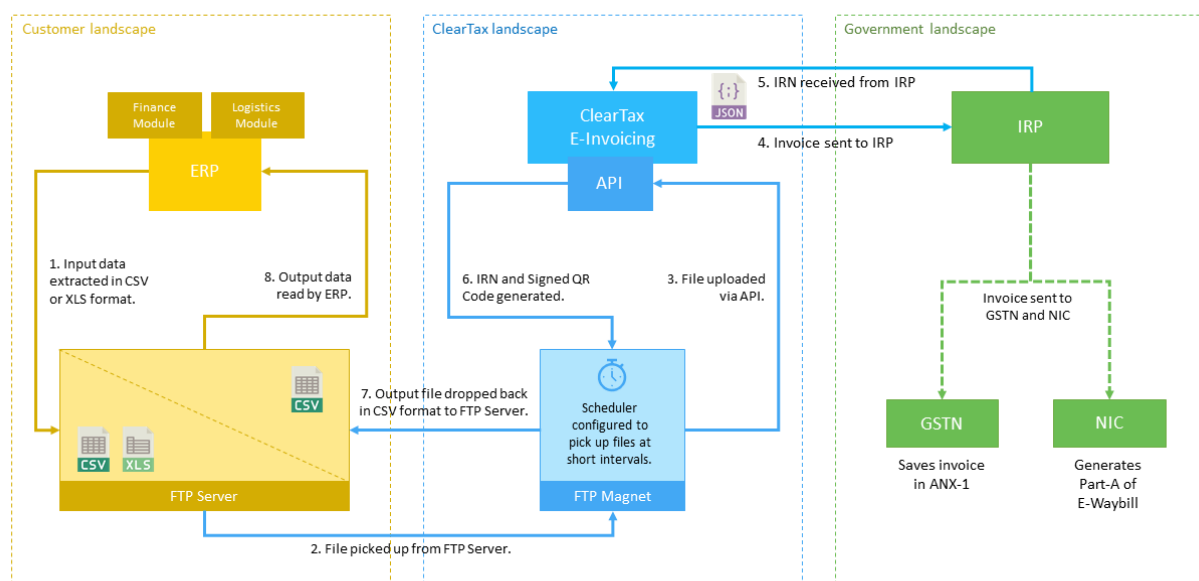 Customer landscape
Finance
Module
Logistics
Module
ERP
1. Input data
extracted in CSV
or XLS format.
8. Output data
read by ERP.
CSV
CSV
XLS
FTP Server
2. File picked up from FTP Server.
ClearTax landscape
ClearTax
E-Invoicing
API
{;}
JSON
5. IRN received from IRP
4. Invoice sent to IRP
6. IRN and Signed QR
Code generated.
3. File uploaded
via API.
7. Output file dropped back
in CSV format to FTP Server.
Scheduler
configured to
pick up files at
short intervals.
FTP Magnet
Government landscape
IRP
Invoice sent to
GSTN and NIC
GSTN
Saves invoice
in ANX-1
NIC
Generates
Part-A of
E-Waybill